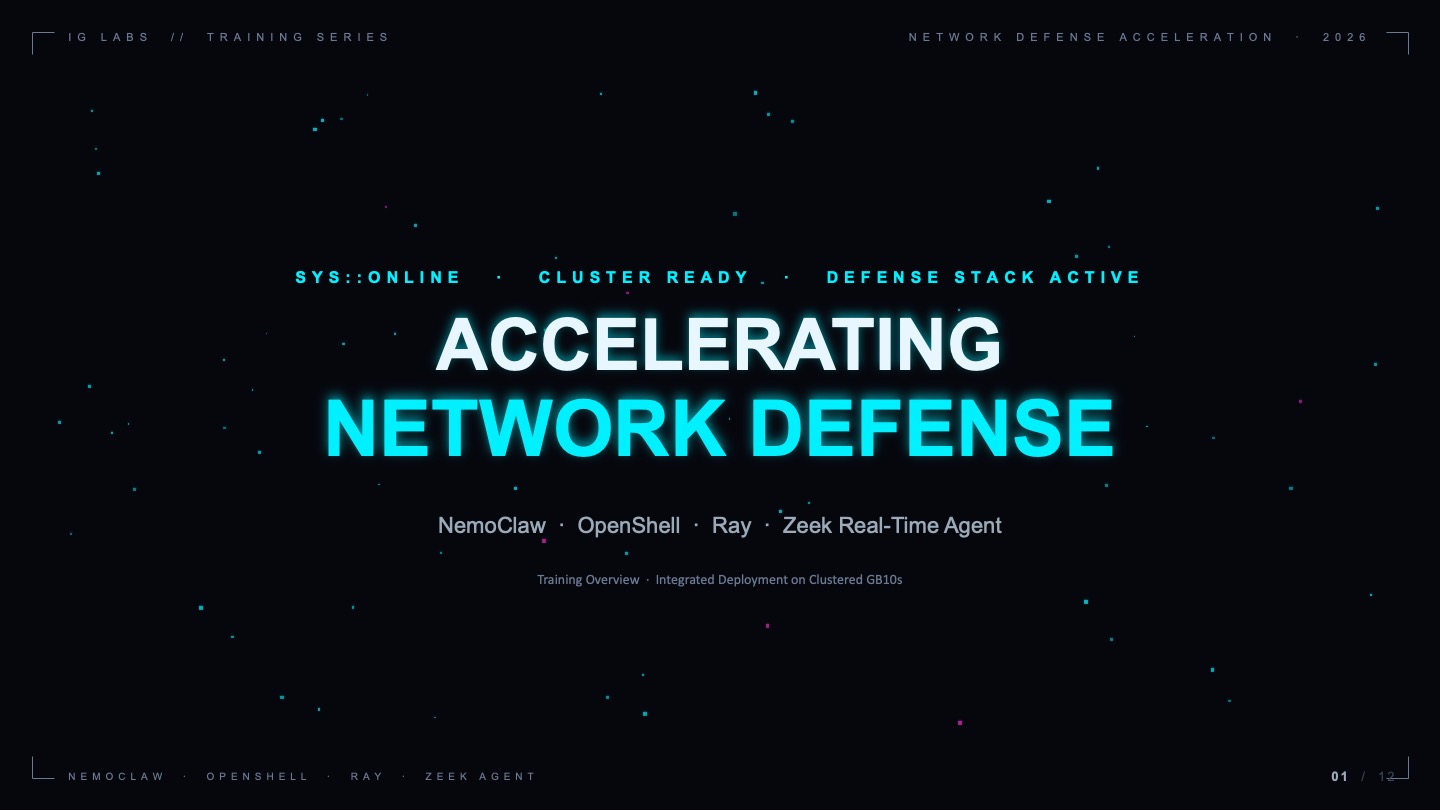 IG LABS // TRAINING SERIES
NETWORK DEFENSE ACCELERATION · 2026
SYS::ONLINE · CLUSTER READY · DEFENSE STACK ACTIVE
ACCELERATING
NETWORK DEFENSE
NemoClaw · OpenShell · Ray · Zeek Real-Time Agent
Training Overview · Integrated Deployment on Clustered GB10s
NEMOCLAW · OPENSHELL · RAY · ZEEK AGENT
01 / 12